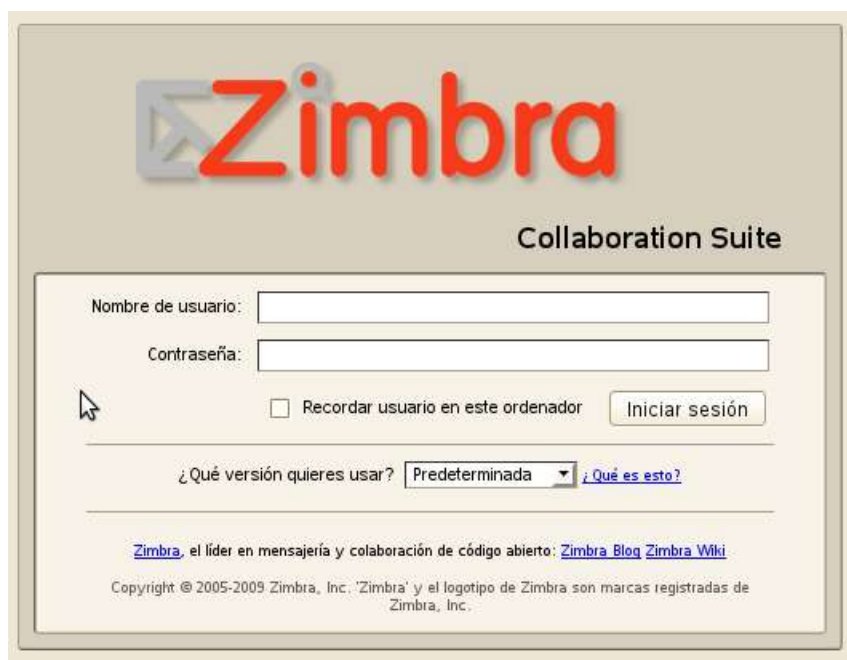 Zimbra
Collaboration Suite
Nombre de usuario:
Contraseña:
Recordar usuario en este ordenador Iniciar sesión
¿Qué versión quieres usar? Predeterminada ¿Qué es esto?
Zimbra, el líder en mensajería y colaboración de código abierto: Zimbra Blog Zimbra Wiki
Copyright © 2005-2009 Zimbra, Inc. 'Zimbra' y el logotipo de Zimbra son marcas registradas de
Zimbra, Inc.